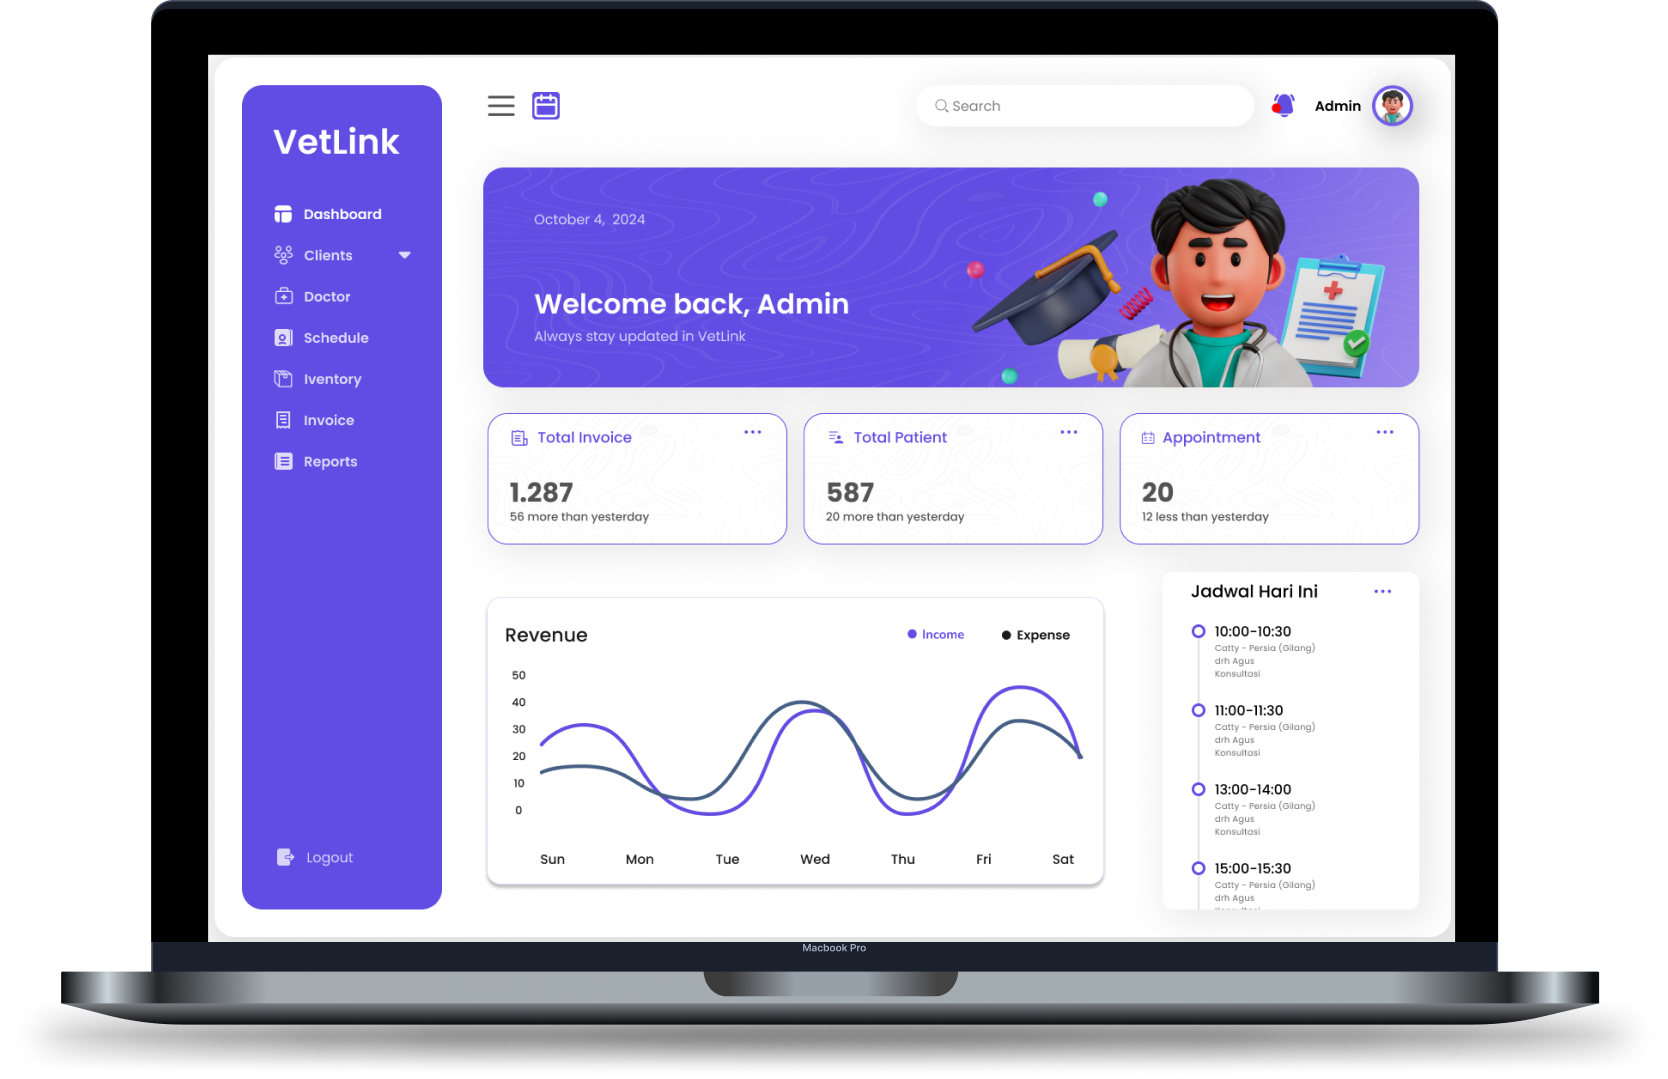 VetLink
Dashboard
Clients
Doctor
Schedule
Iventory
Invoice
Reports
Logout
Search
Admin
October 4, 2024
Welcome back, Admin
Always stay updated in VetLink
Total Invoice
1.287
56 more than yesterday
Total Patient
587
20 more than yesterday
Appointment
20
12 less than yesterday
Revenue
Income
Expense
50
40
30
20
10
0
Sun Mon Tue Wed Thu Fri Sat
Jadwal Hari Ini
10:00-10:30
Catty - Persia (Gilang)
drh Agus
Konsultasi
11:00-11:30
Catty - Persia (Gilang)
drh Agus
Konsultasi
13:00-14:00
Catty - Persia (Gilang)
drh Agus
Konsultasi
15:00-15:30
Catty - Persia (Gilang)
drh Agus
Macbook Pro